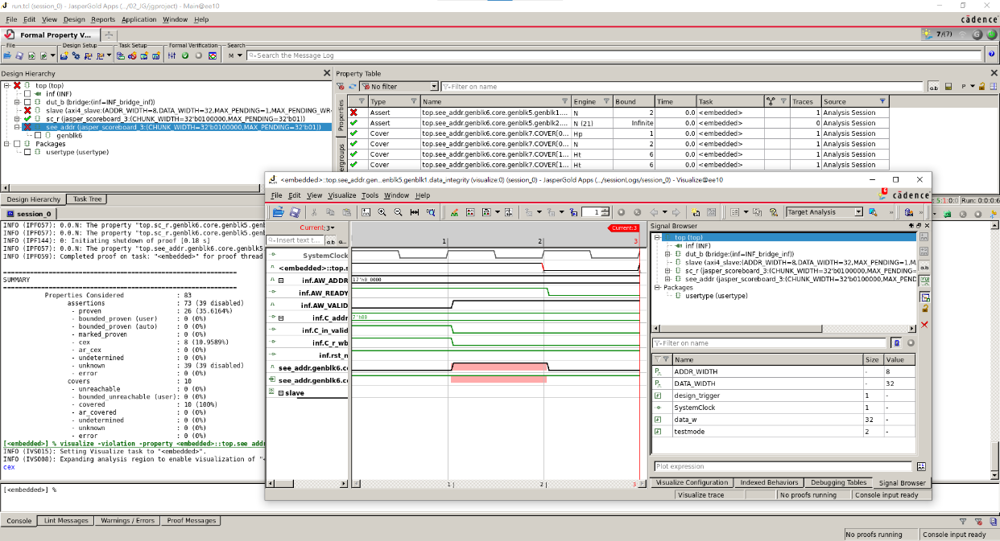 run.tcl (session_0) - JasperGold Apps (.../02_JG/jgproject) - Main@ee10
File Edit View Design Reports Application Window Help
cādence
Formal Property V...
7/(7)
File Design Setup Task Setup Formal Verification Search
M Search the Message Log
Design Hierarchy
top (top)
inf (INF)
dut_b (bridge:(inf=INF_bridge_inf))
slave (axi4_slave:(ADDR_WIDTH=8,DATA_WIDTH=32,MAX_PENDING=1,MAX_PENDING_WR-
sc_r (jasper_scoreboard_3:(CHUNK_WIDTH=32'b0100000,MAX_PENDING=32'b01))
see_addr (jasper_scoreboard_3:(CHUNK_WIDTH=32'b0100000,MAX_PENDING=32'b01))
genblk6
Packages
usertype (usertype)
Design Hierarchy Task Tree
Property Table
No filter Filter on name
Properties
Type Name Engine Bound Time Task Traces Source
Assert top.see_addr.genblk6.core.genblk5.genblk1.... N 2 0.0 <embedded> 1 Analysis Session
Assert top.see_addr.genblk6.core.genblk5.genblk2.... N (21) Infinite 0.0 <embedded> 0 Analysis Session
Cover top.see_addr.genblk6.core.genblk7.COVER[0... Hp 1 0.0 <embedded> 1 Analysis Session
Cover top.see_addr.genblk6.core.genblk7.COVER[0... N 2 0.0 <embedded> 1 Analysis Session
Cover top.see_addr.genblk6.core.genblk7.COVER[1... Ht 6 0.0 <embedded> 1 Analysis Session
Cover top.see_addr.genblk6.core.genblk7.COVER[1... Ht 6 0.0 <embedded> 1 Analysis Session
session_0
INFO (IPF057): 0.0.N: The property "top.sc_r.genblk6.core.genblk5.gen
INFO (IPF057): 0.0.N: The property "top.sc_r.genblk6.core.genblk5.gen
INFO (IPF144): 0: Initiating shutdown of proof [0.18 s]
INFO (IPF057): 0.0.N: The property "top.see_addr.genblk6.core.genblk5
INFO (IPF059): Completed proof on task: "<embedded>" for proof thread
SUMMARY
Properties Considered : 83
assertions : 73 (39 disabled)
- proven : 26 (35.6164%)
- bounded_proven (user) : 0 (0%)
- bounded_proven (auto) : 0 (0%)
- marked_proven : 0 (0%)
- cex : 8 (10.9589%)
- ar_cex : 0 (0%)
- undetermined : 0 (0%)
- unknown : 39 (39 disabled)
- error : 0 (0%)
covers : 10
- unreachable : 0 (0%)
- bounded_unreachable (user): 0 (0%)
- covered : 10 (100%)
- ar_covered : 0 (0%)
- undetermined : 0 (0%)
- unknown : 0 (0%)
- error : 0 (0%)
[<embedded>] % visualize -violation -property <embedded>::top.see_addr
INFO (IVS015): Setting Visualize task to "<embedded>".
INFO (IVS008): Expanding analysis region to enable visualization of "<
cex
[<embedded>] %
Console Lint Messages Warnings / Errors Proof Messages
No proofs running Console input ready
5:1:0:0 Run: 0:0:0:6
<embedded>::top.see_addr.gen...enblk5.genblk1.data_integrity (visualize:0) (session_0) - JasperGold Apps (.../sessionLogs/session_0) - Visualize@ee10
File Edit View Visualize Tools Window Help
cādence
1 Target Analysis
Current:3
Insert text t...
Current:3
1 2 3
SystemClock
<embedded>::top.s
inf.AW_ADDR 17'h0_0000
inf.AW_READY
inf.AW_VALID
inf.C_addr 7'h00
inf.C_in_valid
inf.C_r_wb
inf.rst_n
see_addr.genblk6.co
see_addr.genblk6.co
slave
1 2 3
Signal Browser
top (top)
inf (INF)
dut_b (bridge:(inf=INF_bridge_inf))
slave (axi4_slave:(ADDR_WIDTH=8,DATA_WIDTH=32,MAX_PENDING=1,M
sc_r (jasper_scoreboard_3:(CHUNK_WIDTH=32'b0100000,MAX_PEND
see_addr (jasper_scoreboard_3:(CHUNK_WIDTH=32'b0100000,MAX_PEND
Packages
usertype (usertype)
Filter on name
Name Size Value
ADDR_WIDTH - 8
DATA_WIDTH - 32
design_trigger 1 -
SystemClock 1 -
data_w 32 -
testmode 2 -
Plot expression
Visualize Configuration Indexed Behaviors Debugging Tables Signal Browser
Visualize trace No proofs running Console input ready